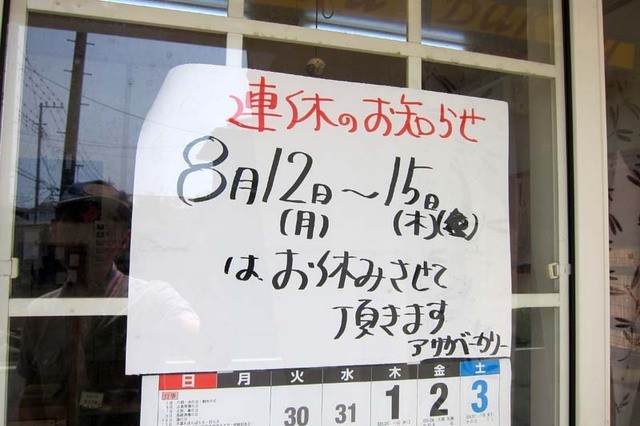 連休のお知らせ
8月12日～15日
(月) (木)
は お休みさせて
頂きます
アサカベーカリー
日 月 火 水 木 金 土
30 31 1 2 3